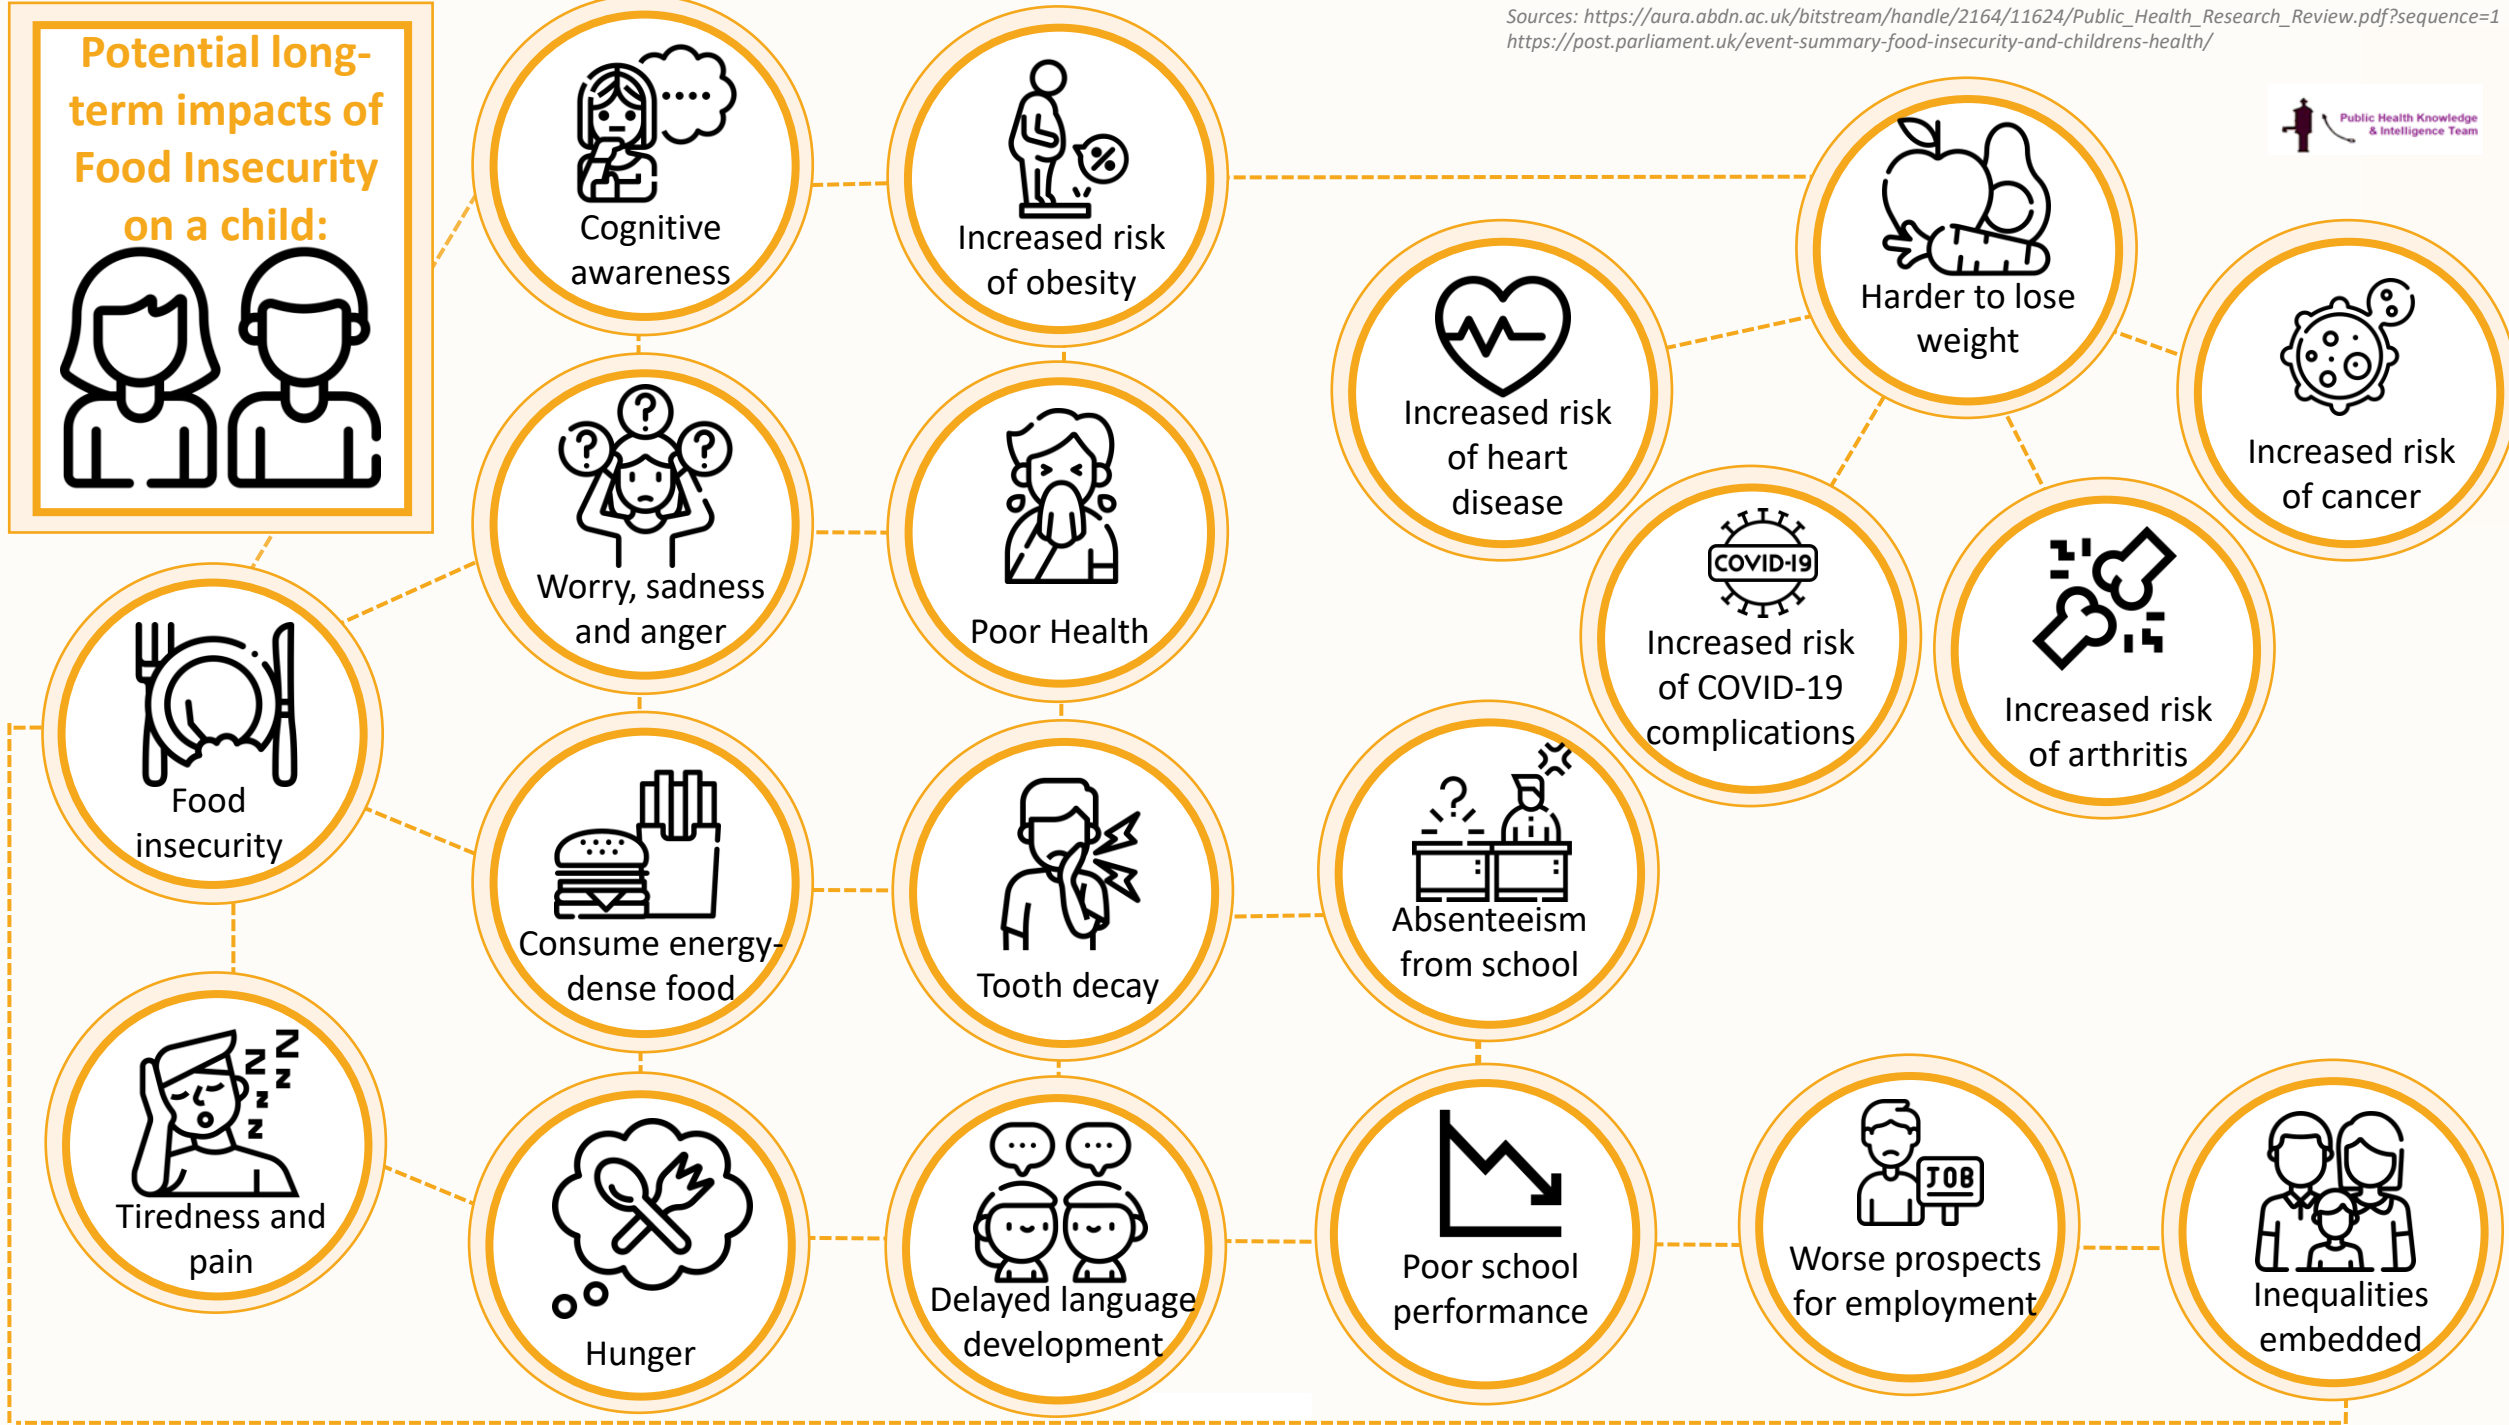 Sources: https://aura.abdn.ac.uk/bitstream/handle/2164/11624/Public_Health_Research_Review.pdf?sequence=1
https://post.parliament.uk/event-summary-food-insecurity-and-childrens-health/
Public Health Knowledge
& Intelligence Team
Potential long-
term impacts of
Food Insecurity
on a child:
Cognitive
awareness
Increased risk
of obesity
Harder to lose
weight
Increased risk
of heart
disease
Increased risk
of cancer
Worry, sadness
and anger
Poor Health
COVID-19
Increased risk
of COVID-19
complications
Increased risk
of arthritis
Food
insecurity
Consume energy-
dense food
Tooth decay
Absenteeism
from school
Z
Z
Z
Z
Z
Tiredness and
pain
Hunger
Delayed language
development
Poor school
performance
JOB
Worse prospects
for employment
Inequalities
embedded